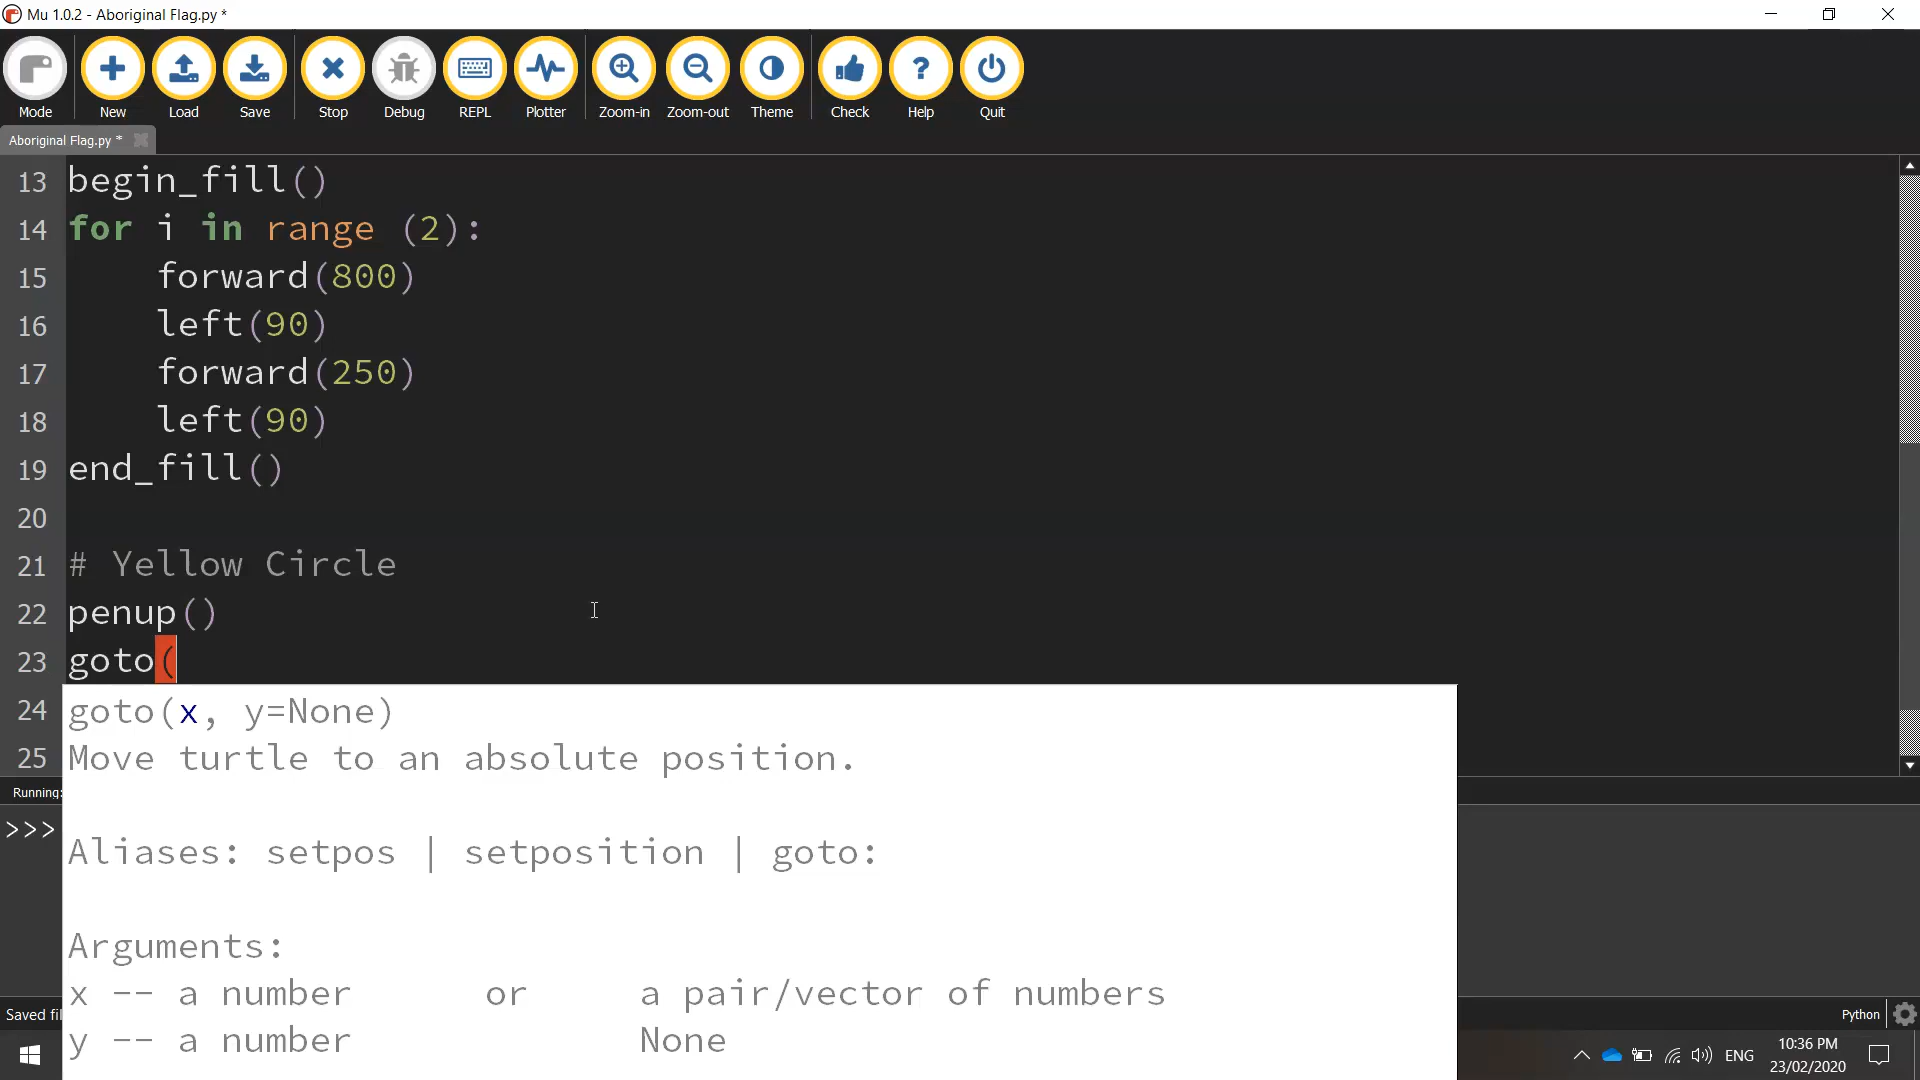 Mu 1.0.2 - Aboriginal Flag.py *
Mode New Load Save Stop Debug REPL Plotter Zoom-in Zoom-out Theme Check Help Quit
Aboriginal Flag.py *
13 begin_fill()
14 for i in range (2):
15     forward(800)
16     left(90)
17     forward(250)
18     left(90)
19 end_fill()
20
21 # Yellow Circle
22 penup()
23 goto(
24 goto(x, y=None)
25 Move turtle to an absolute position.
Running:
>>>
Aliases: setpos | setposition | goto:
Arguments:
x -- a number or a pair/vector of numbers
Saved fil
Python
y -- a number None
ENG
10:36 PM
23/02/2020